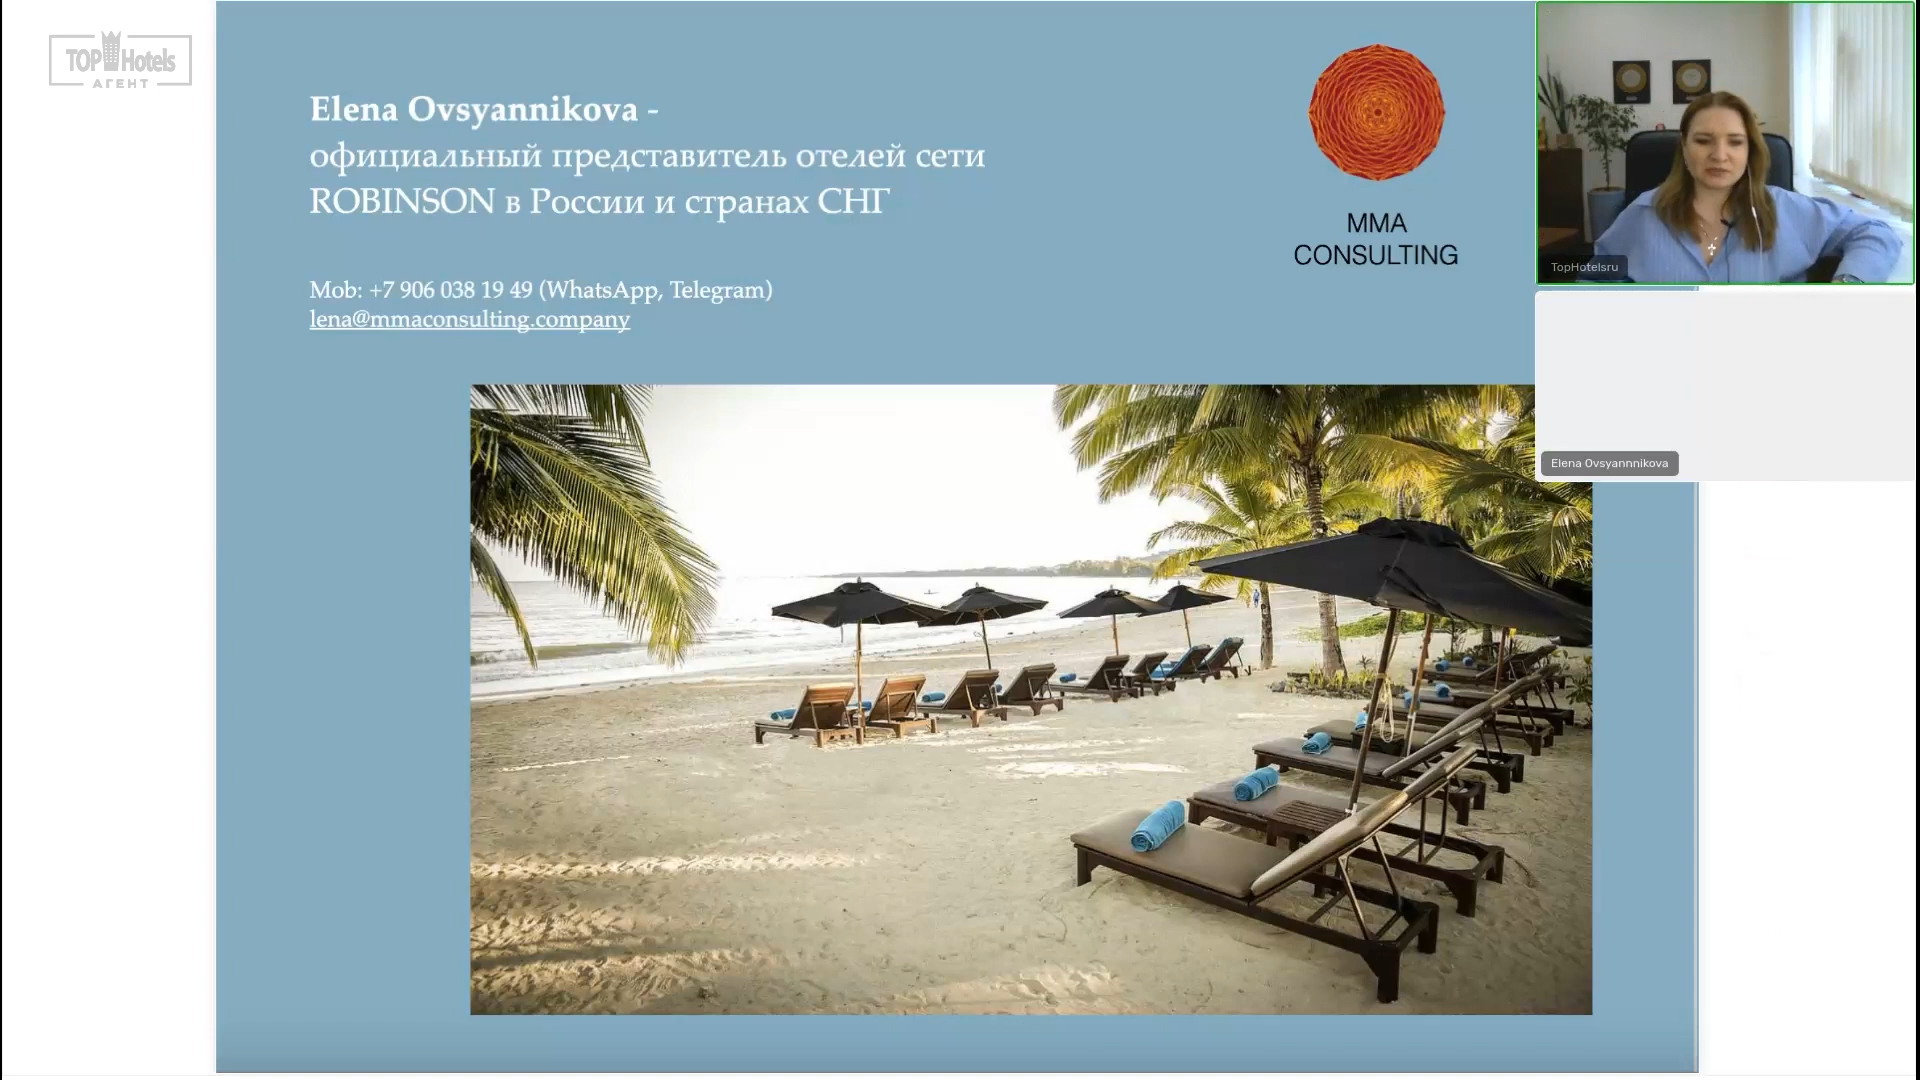 TOP Hotels
АГЕНТ
Elena Ovsyannikova -
официальный представитель отелей сети
ROBINSON в России и странах СНГ
Mob: +7 906 038 19 49 (WhatsApp, Telegram)
lena@mmaconsulting.company
MMA
CONSULTING
TopHotelsru
Elena Ovsyannnikova